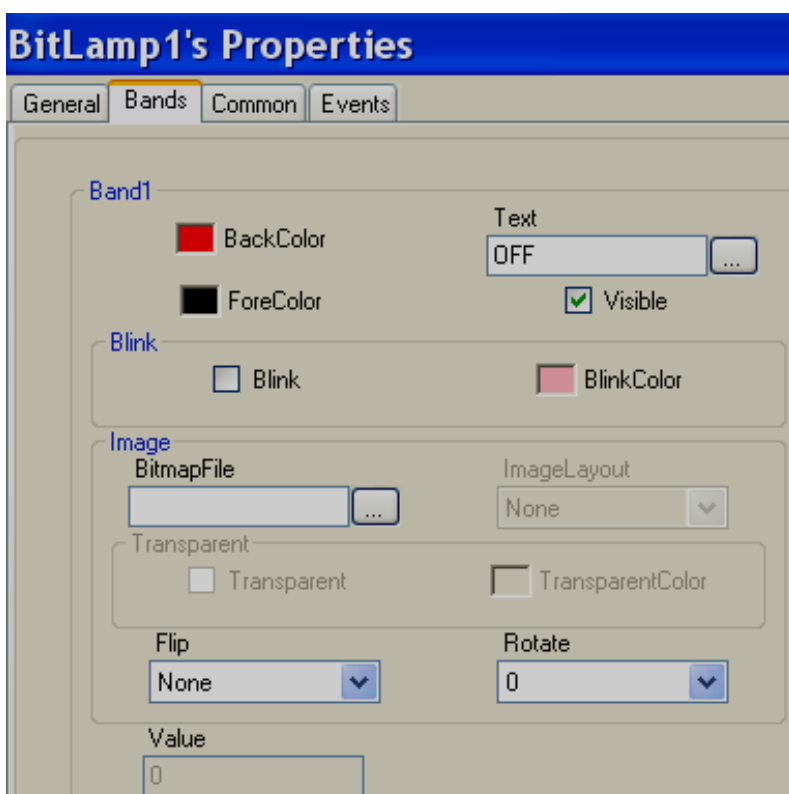 BitLamp1's Properties
General Bands Common Events
Band1
BackColor
Text
OFF ...
ForeColor
Visible
Blink
Blink BlinkColor
Image
BitmapFile ImageLayout
... None
Transparent
Transparent TransparentColor
Flip Rotate
None 0
Value
0